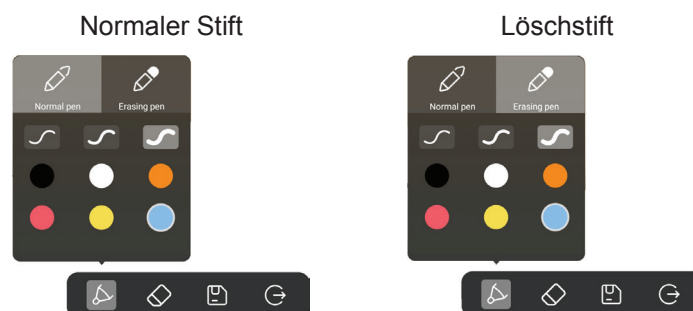 Normaler Stift
Löschstift
Normal pen
Erasing pen
Normal pen
Erasing pen